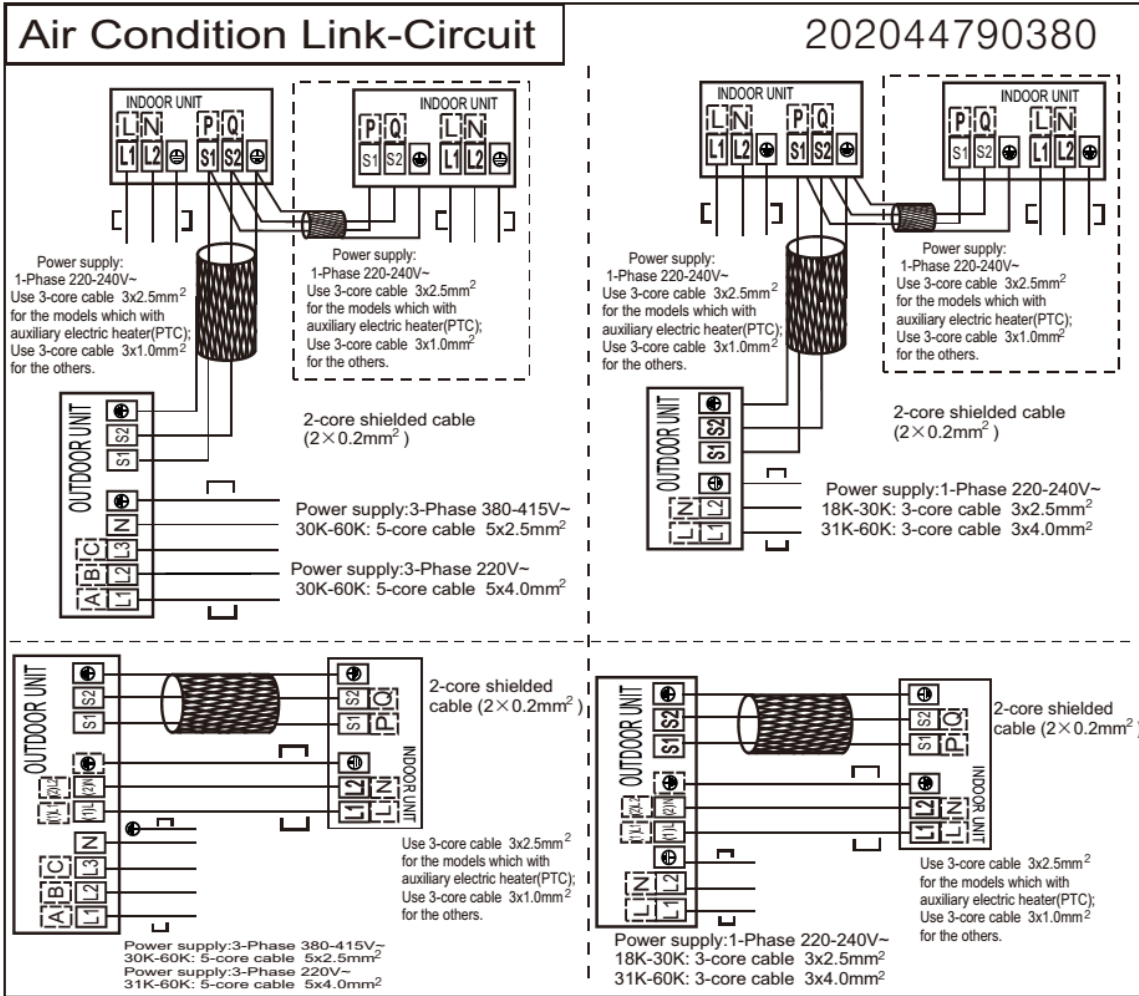 Air Condition Link-Circuit
202044790380
INDOOR UNIT
L N P Q
L1 L2 S1 S2
INDOOR UNIT
P Q L N
S1 S2 L1 L2
Power supply:
1-Phase 220-240V~
Use 3-core cable 3x2.5mm²
for the models which with
auxiliary electric heater(PTC);
Use 3-core cable 3x1.0mm²
for the others.
Power supply:
1-Phase 220-240V~
Use 3-core cable 3x2.5mm²
for the models which with
auxiliary electric heater(PTC);
Use 3-core cable 3x1.0mm²
for the others.
OUTDOOR UNIT
S2
S1
N
C L3
B L2
A L1
2-core shielded cable
(2×0.2mm²)
Power supply:3-Phase 380-415V~
30K-60K: 5-core cable 5x2.5mm²
Power supply:3-Phase 220V~
30K-60K: 5-core cable 5x4.0mm²
INDOOR UNIT
L N P Q
L1 L2 S1 S2
INDOOR UNIT
P Q L N
S1 S2 L1 L2
Power supply:
1-Phase 220-240V~
Use 3-core cable 3x2.5mm²
for the models which with
auxiliary electric heater(PTC);
Use 3-core cable 3x1.0mm²
for the others.
Power supply:
1-Phase 220-240V~
Use 3-core cable 3x2.5mm²
for the models which with
auxiliary electric heater(PTC);
Use 3-core cable 3x1.0mm²
for the others.
OUTDOOR UNIT
S2
S1
N L2
L L1
2-core shielded cable
(2×0.2mm²)
Power supply:1-Phase 220-240V~
18K-30K: 3-core cable 3x2.5mm²
31K-60K: 3-core cable 3x4.0mm²
OUTDOOR UNIT
S2
S1
(2)L2 (2)N
(1)L1 (1)L
N
C L3
B L2
A L1
S2 Q
S1 P
INDOOR UNIT
L2 N
L1 L
2-core shielded
cable (2×0.2mm²)
Use 3-core cable 3x2.5mm²
for the models which with
auxiliary electric heater(PTC);
Use 3-core cable 3x1.0mm²
for the others.
Power supply:3-Phase 380-415V~
30K-60K: 5-core cable 5x2.5mm²
Power supply:3-Phase 220V~
31K-60K: 5-core cable 5x4.0mm²
OUTDOOR UNIT
S2
S1
(2)L2 (2)N
(1)L1 (1)L
N L2
L L1
S2 Q
S1 P
INDOOR UNIT
L2 N
L1 L
2-core shielded
cable (2×0.2mm²)
Use 3-core cable 3x2.5mm²
for the models which with
auxiliary electric heater(PTC);
Use 3-core cable 3x1.0mm²
for the others.
Power supply:1-Phase 220-240V~
18K-30K: 3-core cable 3x2.5mm²
31K-60K: 3-core cable 3x4.0mm²